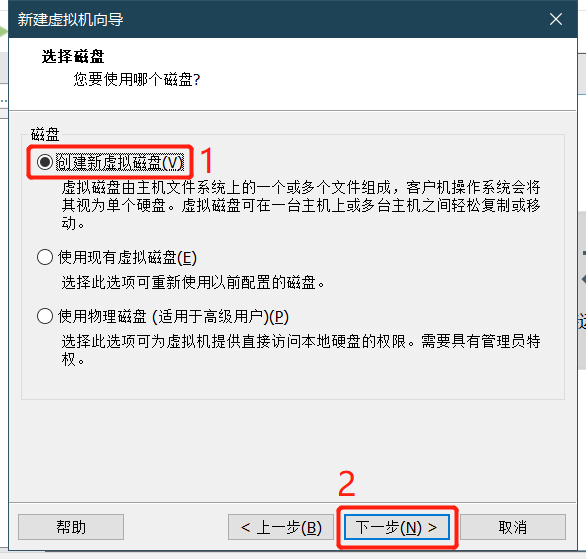 新建虚拟机向导
选择磁盘
您要使用哪个磁盘?
磁盘
创建新虚拟磁盘(V)
1
虚拟磁盘由主机文件系统上的一个或多个文件组成，客户机操作系统会将
其视为单个硬盘。虚拟磁盘可在一台主机上或多台主机之间轻松复制或移
动。
使用现有虚拟磁盘(E)
选择此选项可重新使用以前配置的磁盘。
使用物理磁盘 (适用于高级用户)(P)
选择此选项可为虚拟机提供直接访问本地硬盘的权限。需要具有管理员特
权。
2
帮助
< 上一步(B)
下一步(N) >
取消